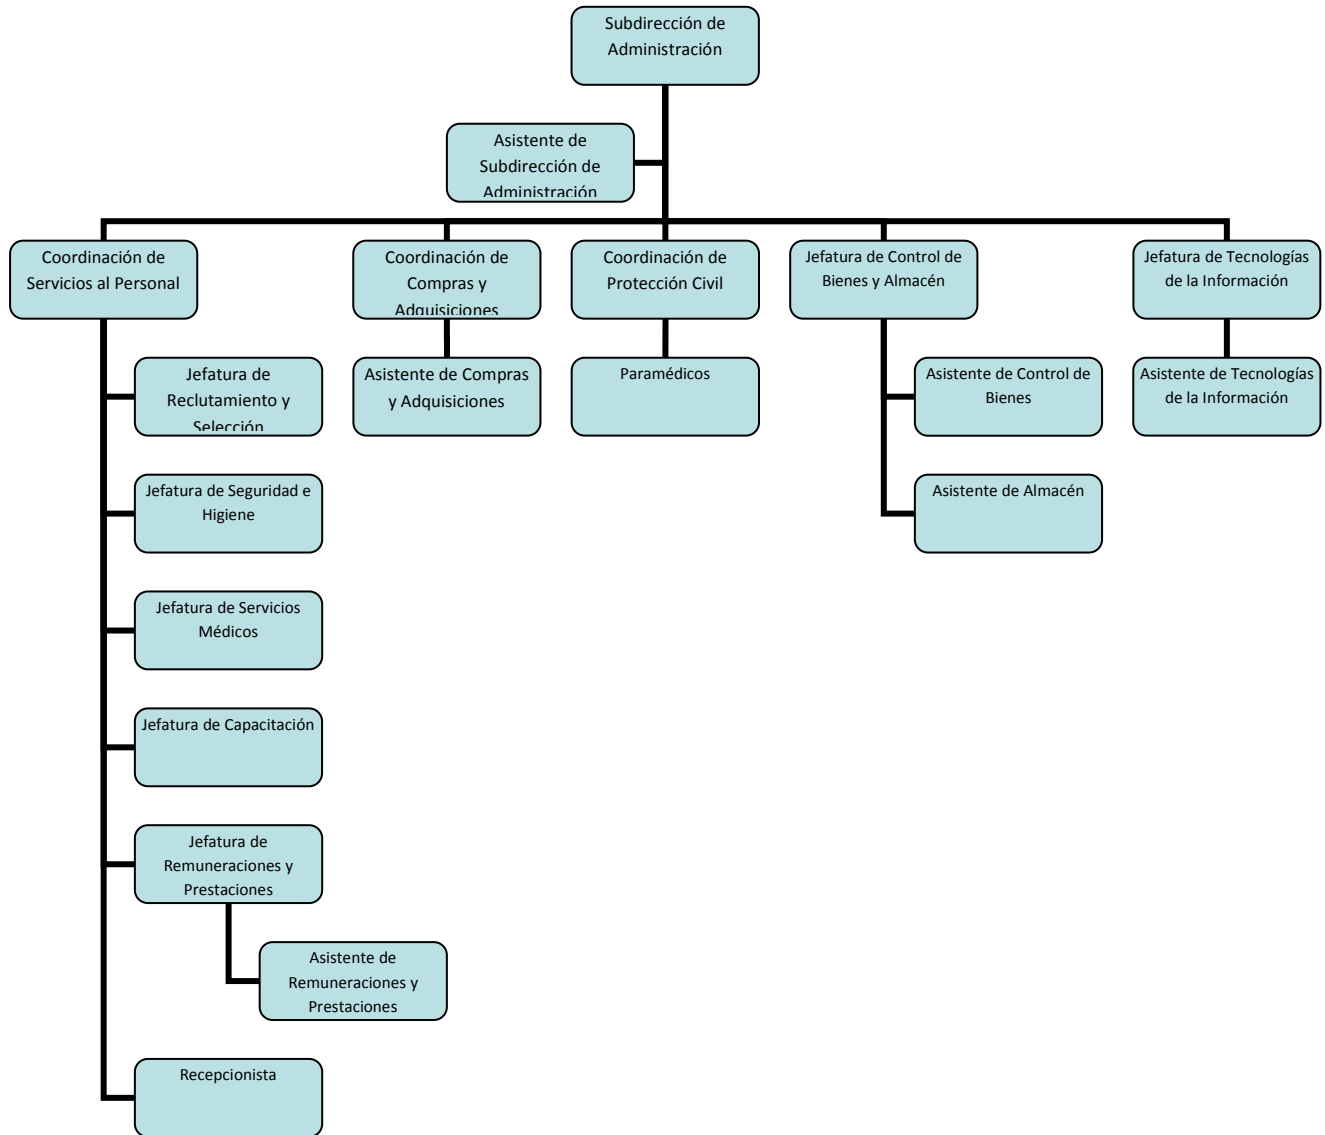 Subdirección de
Administración
Asistente de
Subdirección de
Administración
Coordinación de
Servicios al Personal
Coordinación de
Compras y
Adquisiciones
Coordinación de
Protección Civil
Jefatura de Control de
Bienes y Almacén
Jefatura de Tecnologías
de la Información
Jefatura de
Reclutamiento y
Selección
Asistente de Compras
y Adquisiciones
Paramédicos
Asistente de Control de
Bienes
Asistente de Tecnologías
de la Información
Jefatura de Seguridad e
Higiene
Asistente de Almacén
Jefatura de Servicios
Médicos
Jefatura de Capacitación
Jefatura de
Remuneraciones y
Prestaciones
Asistente de
Remuneraciones y
Prestaciones
Recepcionista